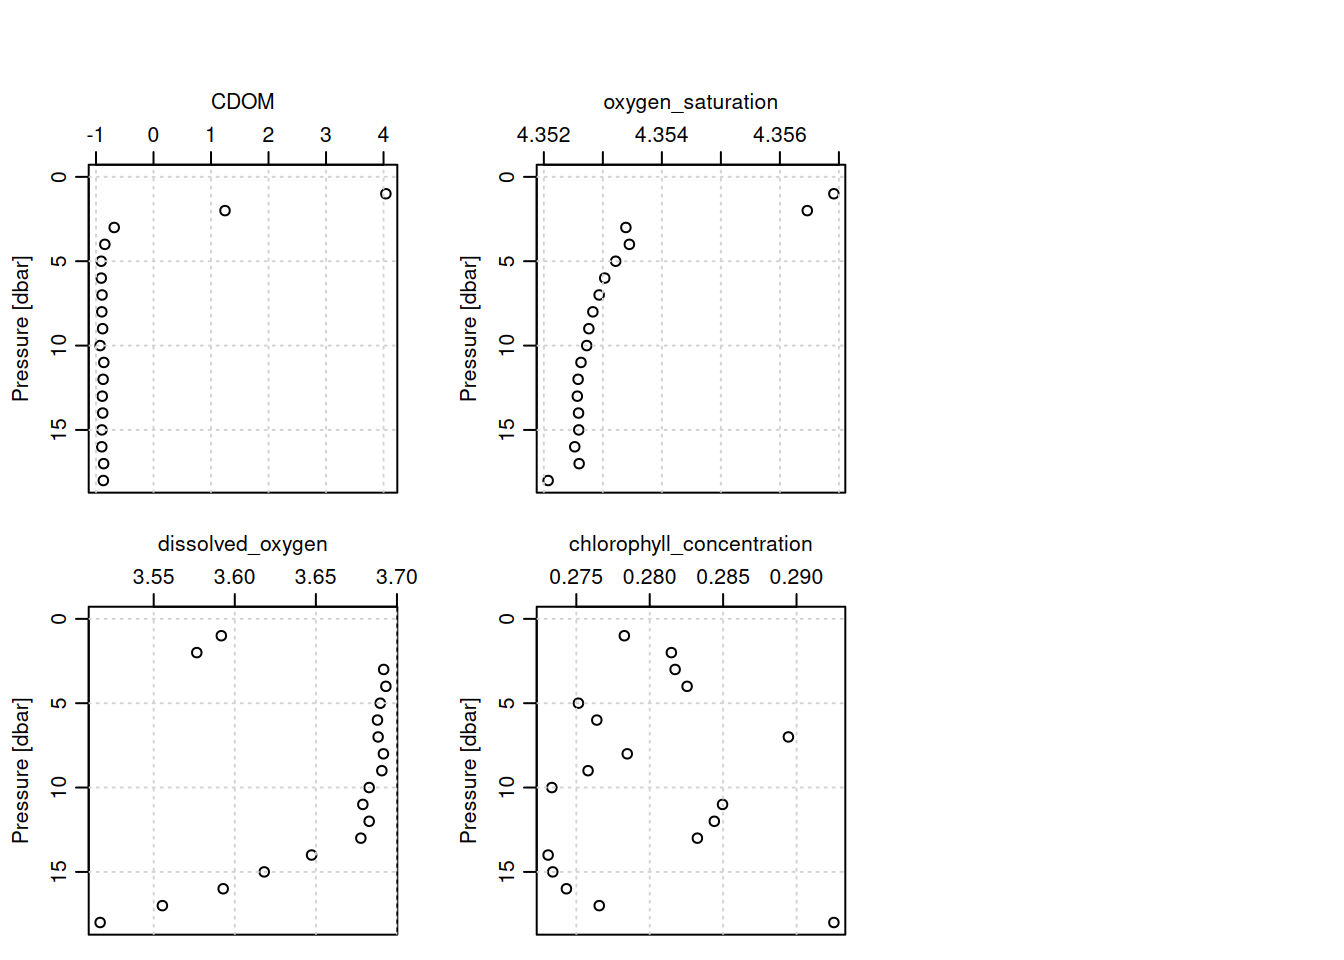 CDOM
-1 0 1 2 3 4
Pressure [dbar]
0 5 10 15
oxygen_saturation
4.352 4.354 4.356
Pressure [dbar]
0 5 10 15
dissolved_oxygen
3.55 3.60 3.65 3.70
Pressure [dbar]
0 5 10 15
chlorophyll_concentration
0.275 0.280 0.285 0.290
Pressure [dbar]
0 5 10 15